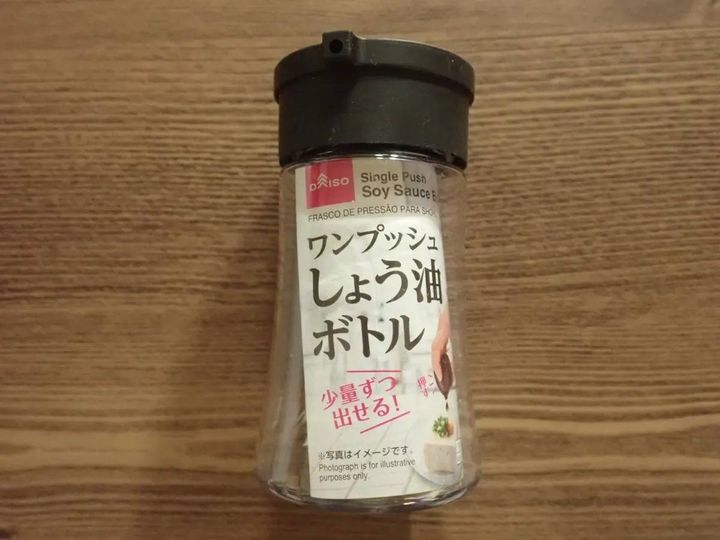 DAISO
Single Push
Soy Sauce
FRASCO DE PRESSÃO PARA
ワンプッシュ
しょう油
ボトル
少量ずつ
出せる!
押す
※写真はイメージです。
Photograph is for illustrative
purposes only.